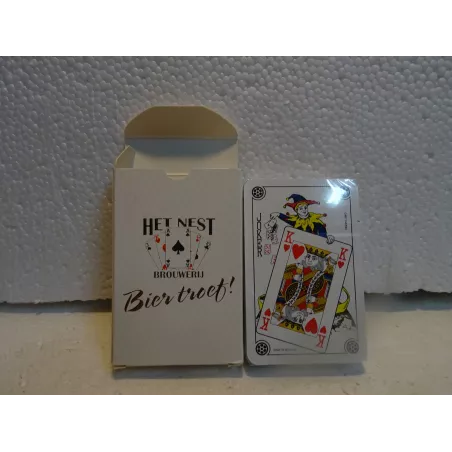 HET NEST
BROUWERIJ
Bier troef!
JOKER
K
K
K
K